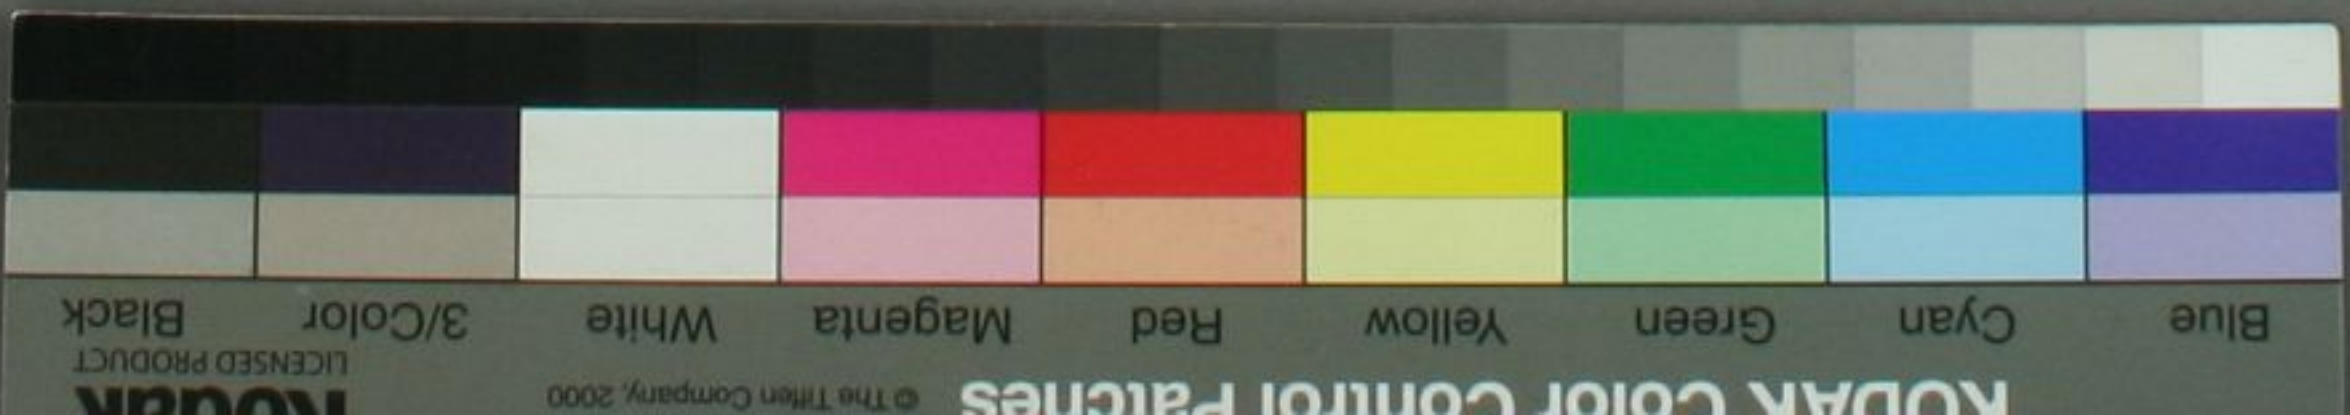 KODAK Color Control Patches
© The Tiffen Company, 2000
Kodak
LICENSED PRODUCT
Blue Cyan Green Yellow Red Magenta White 3/Color Black